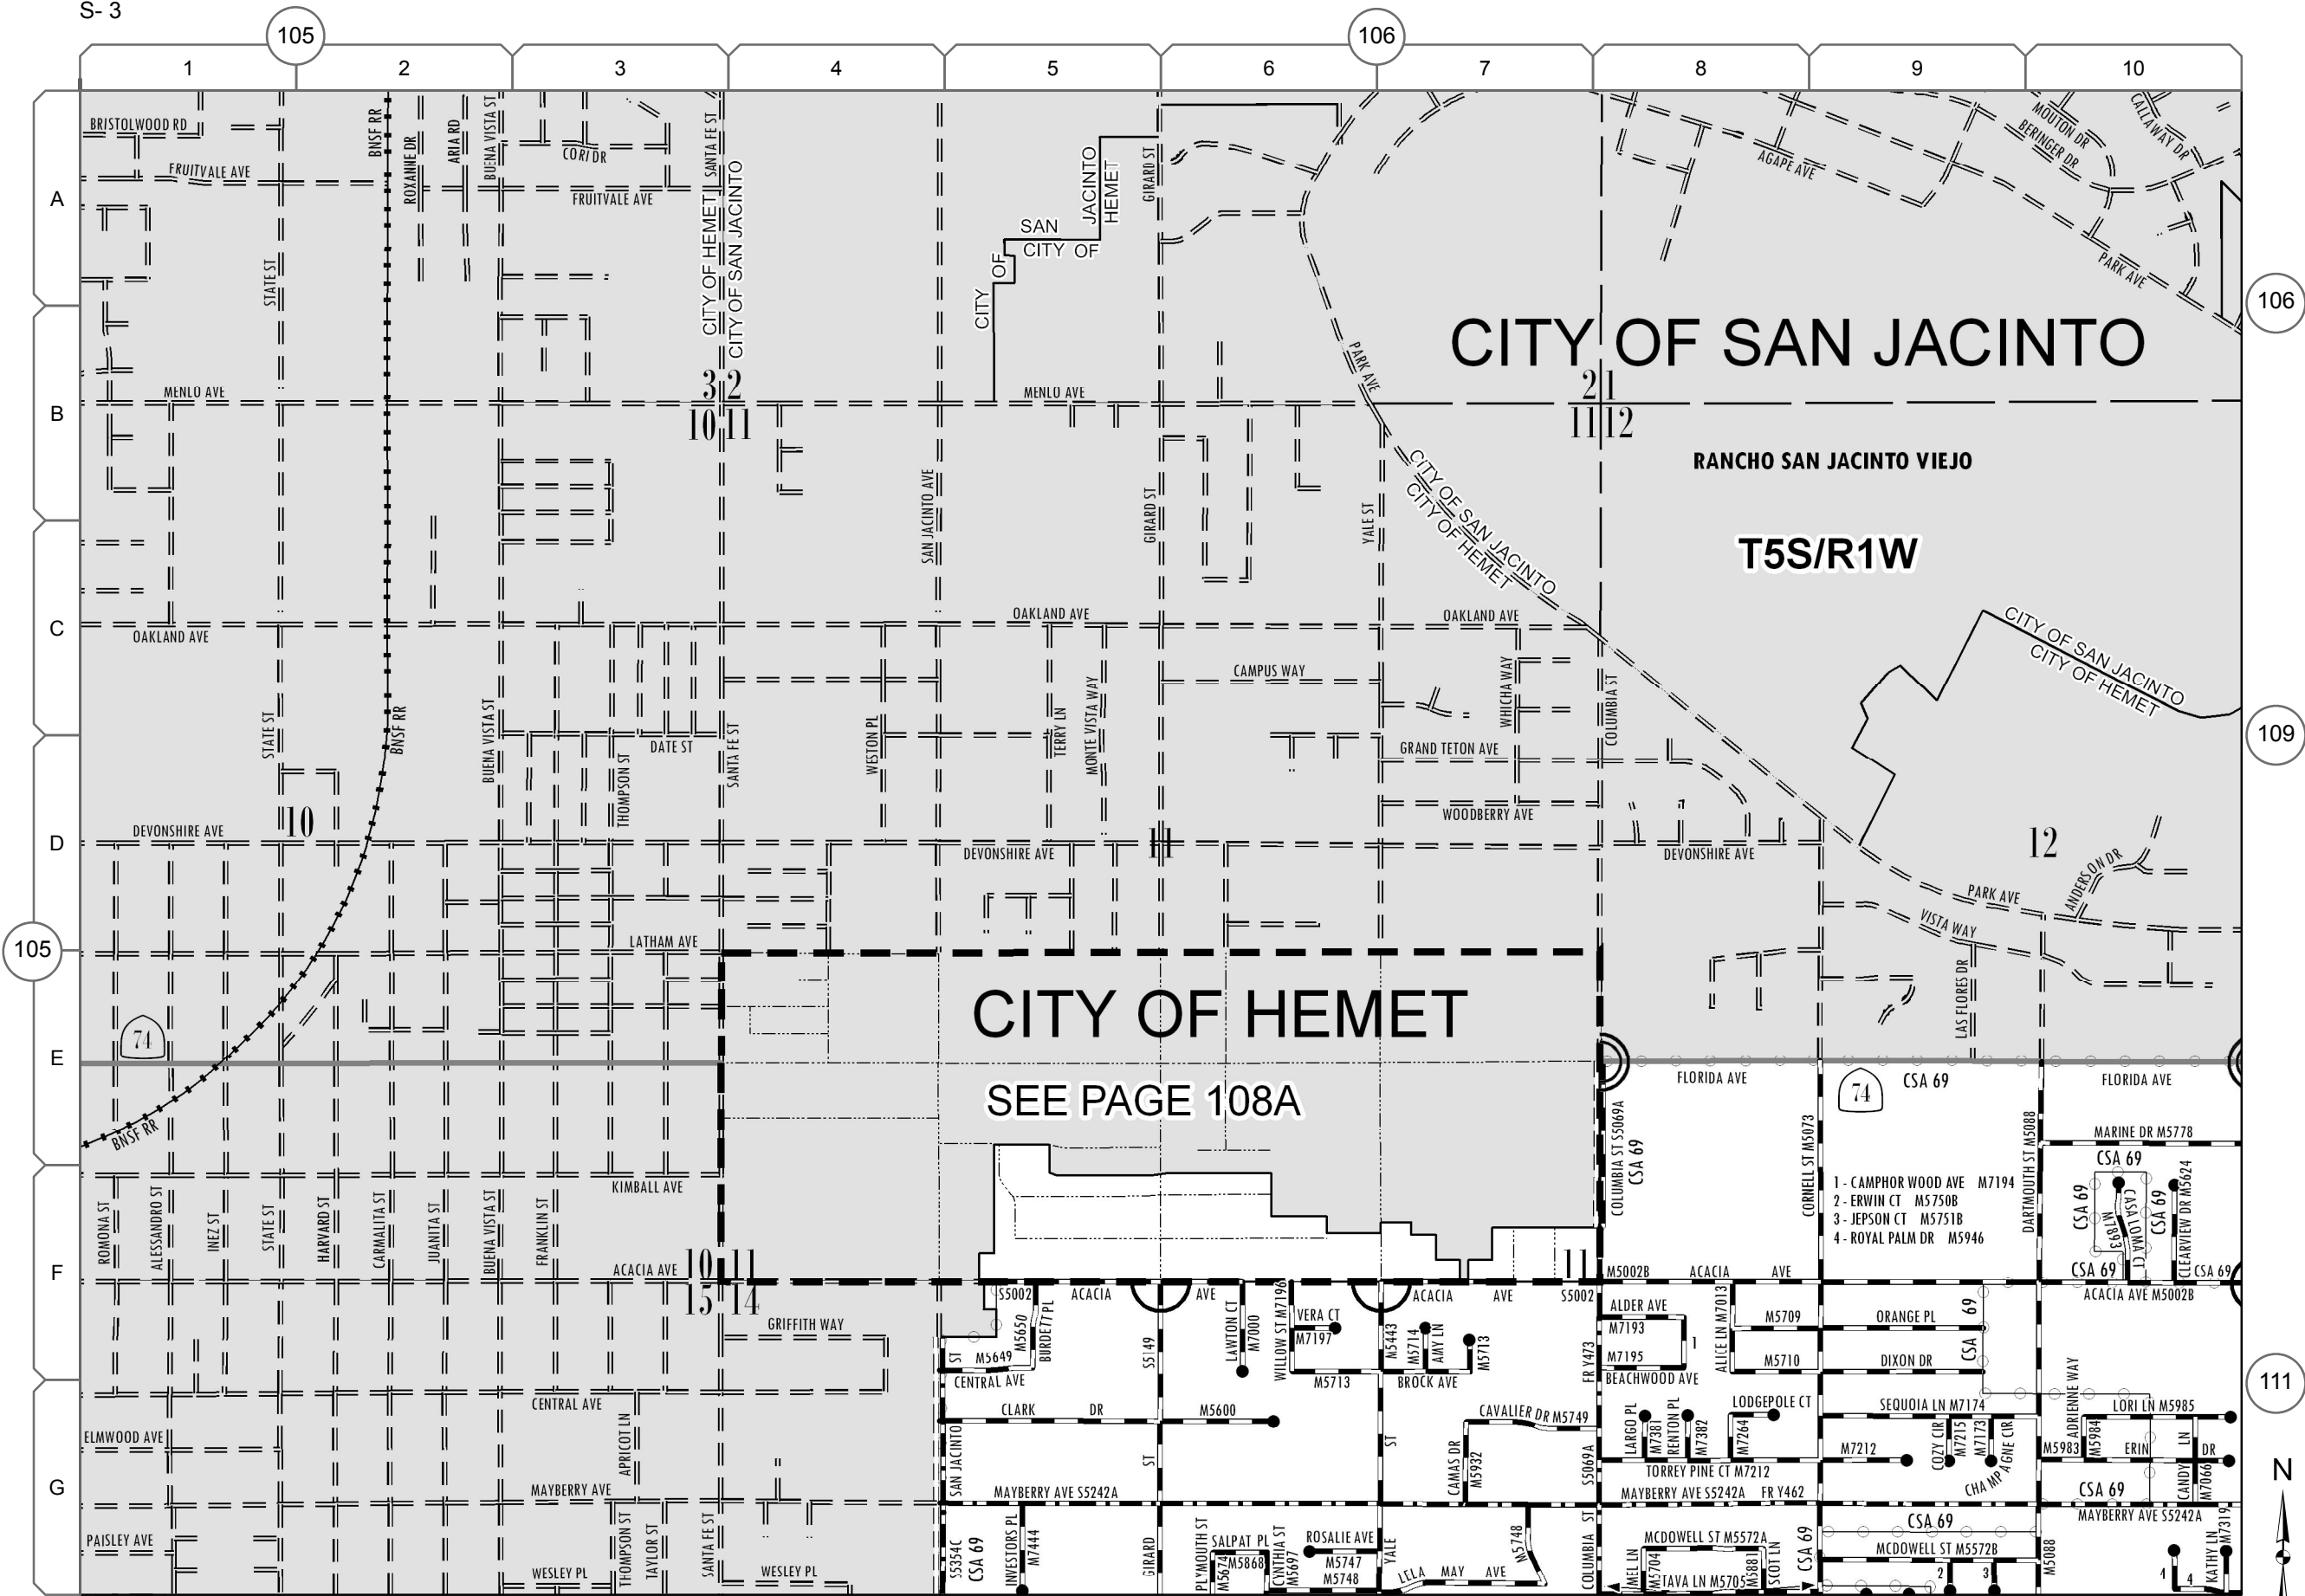 S- 3
105
106
1
2
3
4
5
6
7
8
9
10
A
B
C
D
E
F
G
106
109
105
111
BRISTOLWOOD RD
FRUITVALE AVE
BNSF RR
ROXANNE DR
ARIA RD
BUENA VISTA ST
CORI DR
FRUITVALE AVE
SANTA FE ST
CITY OF HEMET
CITY OF SAN JACINTO
STATE ST
CITY OF SAN JACINTO
CITY OF HEMET
GIRARD ST
AGAPE AVE
MOUTON DR
BERINGER DR
CALLAWAY DR
PARK AVE
CITY OF SAN JACINTO
PARK AVE
MENLO AVE
3 2
10 11
MENLO AVE
2 1
11 12
RANCHO SAN JACINTO VIEJO
T5S/R1W
SAN JACINTO AVE
GIRARD ST
YALE ST
CITY OF SAN JACINTO
CITY OF HEMET
OAKLAND AVE
OAKLAND AVE
OAKLAND AVE
CITY OF SAN JACINTO
CITY OF HEMET
CAMPUS WAY
WHICHA WAY
COLUMBIA ST
STATE ST
BNSF RR
BUENA VISTA ST
DATE ST
THOMPSON ST
SANTA FE ST
WESTON PL
TERRY LN
MONTE VISTA WAY
GRAND TETON AVE
WOODBERRY AVE
DEVONSHIRE AVE
10
DEVONSHIRE AVE
11
DEVONSHIRE AVE
12
ANDERSON DR
PARK AVE
VISTA WAY
LAS FLORES DR
LATHAM AVE
CITY OF HEMET
SEE PAGE 108A
74
BNSF RR
FLORIDA AVE
CSA 69
FLORIDA AVE
74
COLUMBIA ST S5069A
CSA 69
CORNELL ST M5073
DARTMOUTH ST M5088
MARINE DR M5778
CSA 69
CSA 69
CASA LOMA CT
M7193
CSA 69
CLEARVIEW DR M5624
1 - CAMPHOR WOOD AVE M7194
2 - ERWIN CT M5750B
3 - JEPSON CT M5751B
4 - ROYAL PALM DR M5946
KIMBALL AVE
ROMONA ST
ALESSANDRO ST
INEZ ST
STATE ST
HARVARD ST
CARMALITA ST
JUANITA ST
BUENA VISTA ST
FRANKLIN ST
ACACIA AVE
10 11
15 14
11
M5002B ACACIA AVE
CSA 69
CSA 69
ACACIA AVE M5002B
S5002 ACACIA AVE
ACACIA AVE S5002
GRIFFITH WAY
M5650
BURDETT PL
M5649
CENTRAL AVE
ST
S5149
LAWTON CT
M7000
WILLOW ST M7196
VERA CT
M7197
M5713
M5443
M5714
AMY LN
M5713
BROCK AVE
FR Y473
ALDER AVE
M7193
1
M7195
BEACHWOOD AVE
ALICE LN M7013
M5709
M5710
ORANGE PL
DIXON DR
CSA 69
CENTRAL AVE
CLARK DR
M5600
CAVALIER DR M5749
LODGEPOLE CT
LARGO PL
M7381
RENTON PL
M7382
M7264
SEQUOIA LN M7174
ADRIENNE WAY
LORI LN M5985
ELMWOOD AVE
APRICOT LN
SAN JACINTO
ST
ST
CAMAS DR
M5932
S5069A
TORREY PINE CT M7212
M7212
COZY CIR
M7215
M7173
CHAMPAGNE CIR
M5983
M5984
ERIN DR
CANDY LN
M7066
CSA 69
MAYBERRY AVE
MAYBERRY AVE S5242A
MAYBERRY AVE S5242A FR Y462
MAYBERRY AVE S5242A
PAISLEY AVE
THOMPSON ST
TAYLOR ST
SANTA FE ST
WESLEY PL
WESLEY PL
S5354C
CSA 69
INVESTORS PL
M7444
GIRARD
PLYMOUTH ST
M5674
SALPAT PL
M5868
CYNTHIA ST
M5697
ROSALIE AVE
M5747
M5748
YALE
LELA MAY AVE
M5748
COLUMBIA ST
MEL LN
M5704
MCDOWELL ST M5572A
TAVA LN M5705
M5881
SCOT LN
CSA 69
CSA 69
MCDOWELL ST M5572B
2
3
M5088
4
4
KATHY LN
M7319
N